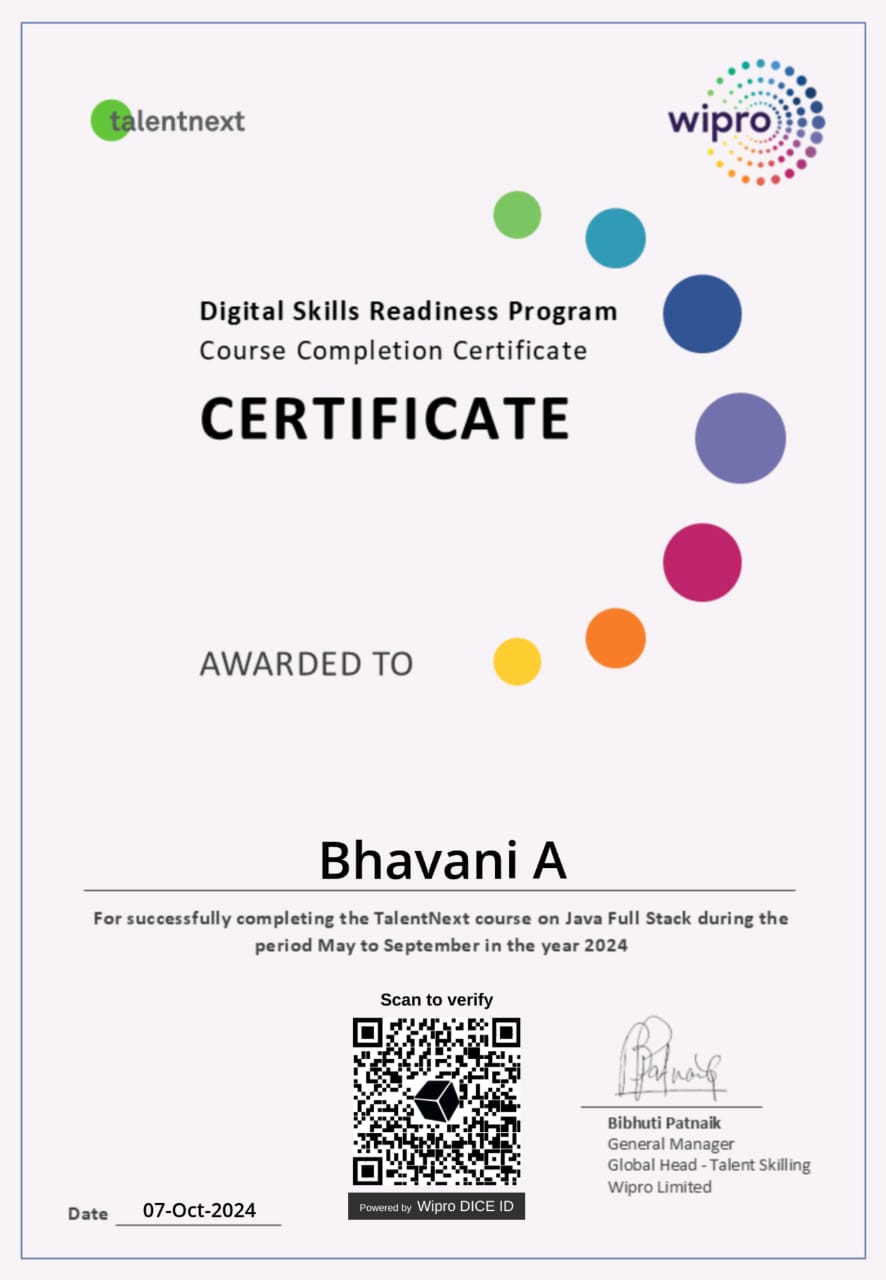 talentnext
wipro
Digital Skills Readiness Program
Course Completion Certificate
CERTIFICATE
AWARDED TO
Bhavani A
For successfully completing the TalentNext course on Java Full Stack during the
period May to September in the year 2024
Scan to verify
BPatnaik
Bibhuti Patnaik
General Manager
Global Head - Talent Skilling
Wipro Limited
Powered by Wipro DICE ID
Date 07-Oct-2024